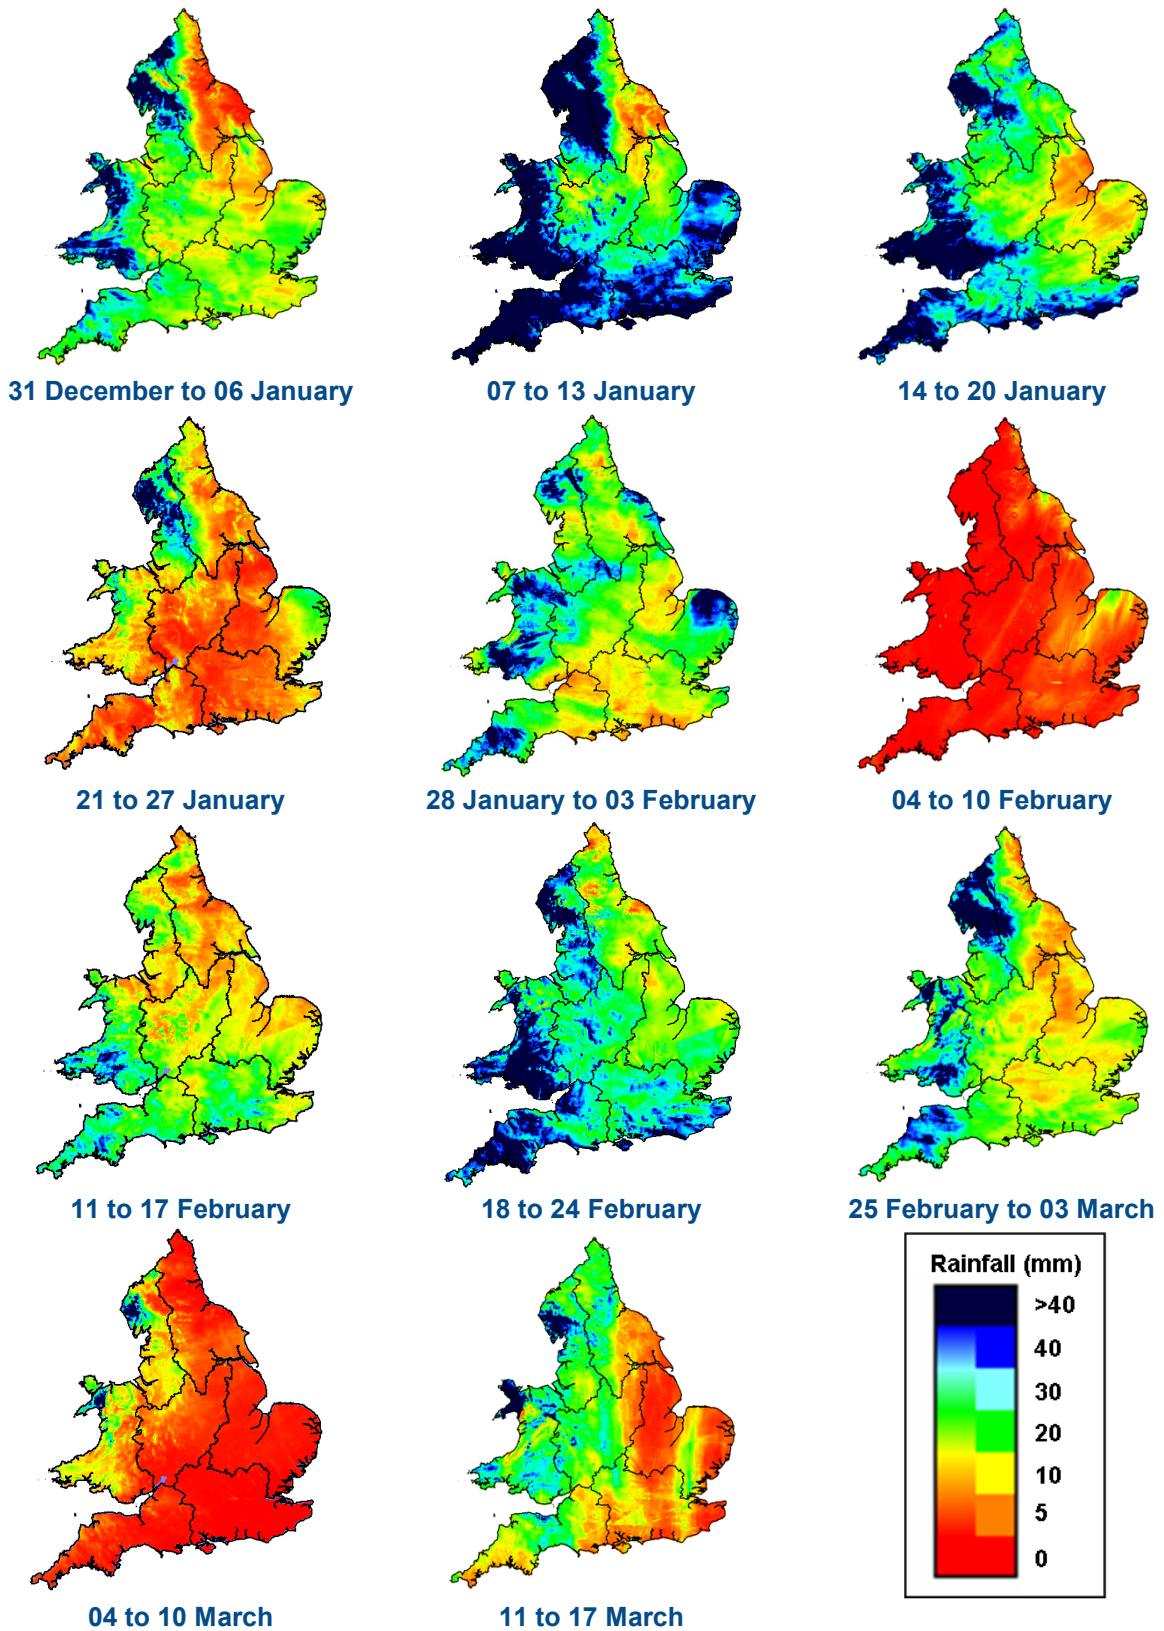 31 December to 06 January
07 to 13 January
14 to 20 January
21 to 27 January
28 January to 03 February
04 to 10 February
11 to 17 February
18 to 24 February
25 February to 03 March
Rainfall (mm)
>40
40
30
20
10
5
0
04 to 10 March
11 to 17 March